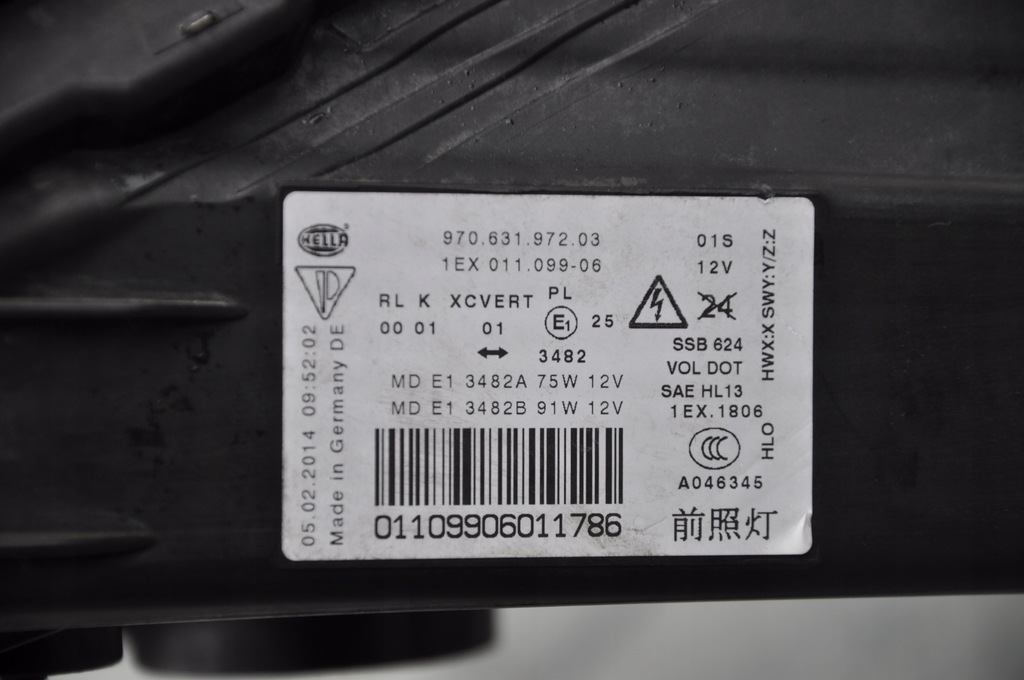 HELLA
970.631.972.03
1EX 011.099-06
RL K XCVERT PL
00 01 01 E1 25
↔ 3482
MD E1 3482A 75W 12V
MD E1 3482B 91W 12V
01109906011786
01S
12V
24
SSB 624
VOL DOT
SAE HL13
1EX.1806
CCC
A046345
前照灯
05.02.2014 09:52:02
Made in Germany DE
HWX:X SWY:Y/Z:Z
HLO